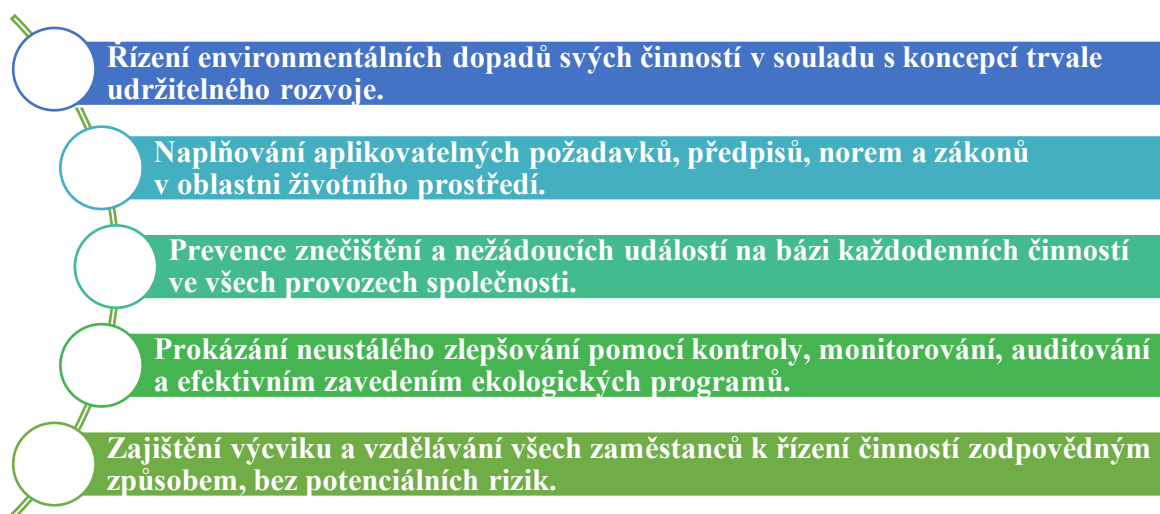 Řízení environmentálních dopadů svých činností v souladu s koncepcí trvale
udržitelného rozvoje.
Naplňování aplikovatelných požadavků, předpisů, norem a zákonů
v oblastni životního prostředí.
Prevence znečištění a nežádoucích událostí na bázi každodenních činností
ve všech provozech společnosti.
Prokázání neustálého zlepšování pomocí kontroly, monitorování, auditování
a efektivním zavedením ekologických programů.
Zajištění výcviku a vzdělávání všech zaměstanců k řízení činností zodpovědným
způsobem, bez potenciálních rizik.